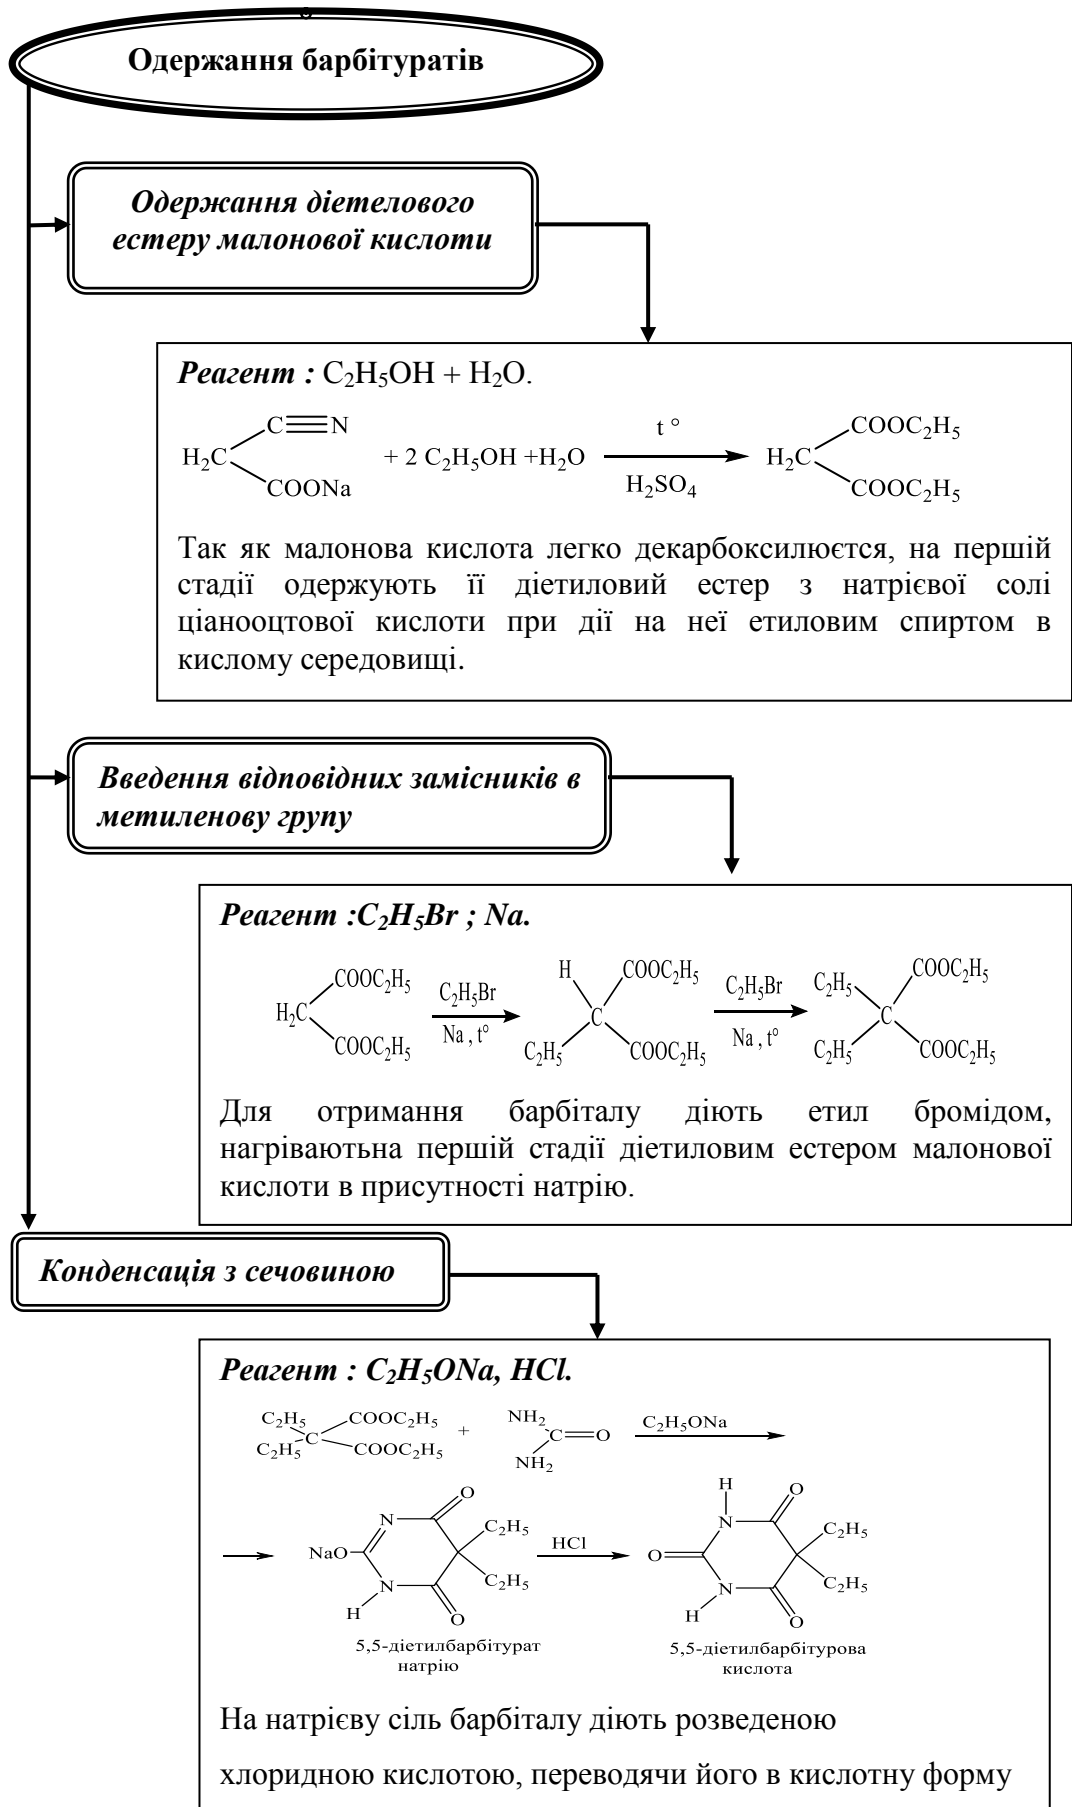 Одержання барбітуратів
Одержання діетелового
естеру малонової кислоти
Реагент : C₂H₅OH + H₂O.
C≡N
H₂C
COONa
+ 2 C₂H₅OH +H₂O
t °
H₂SO₄
COOC₂H₅
H₂C
COOC₂H₅
Так як малонова кислота легко декарбоксилюєтся, на першій
стадії одержують її діетиловий естер з натрієвої солі
ціанооцтової кислоти при дії на неї етиловим спиртом в
кислому середовищі.
Введення відповідних замісників в
метиленову групу
Реагент :C₂H₅Br ; Na.
COOC₂H₅
H₂C
COOC₂H₅
C₂H₅Br
Na , t°
H
COOC₂H₅
C
C₂H₅
COOC₂H₅
C₂H₅Br
Na , t°
C₂H₅
COOC₂H₅
C
C₂H₅
COOC₂H₅
Для отримання барбіталу діють етил бромідом,
нагріваютьна першій стадії діетиловим естером малонової
кислоти в присутності натрію.
Конденсація з сечовиною
Реагент : C₂H₅ONa, HCl.
C₂H₅
COOC₂H₅
C
C₂H₅
COOC₂H₅
+
NH₂
C=O
NH₂
C₂H₅ONa
O
N
C₂H₅
NaO
C₂H₅
N
H
O
5,5-діетилбарбітурат
натрію
HCl
H
O
N
C₂H₅
O
C₂H₅
N
H
O
5,5-діетилбарбітурова
кислота
На натрієву сіль барбіталу діють розведеною
хлоридною кислотою, переводячи його в кислотну форму